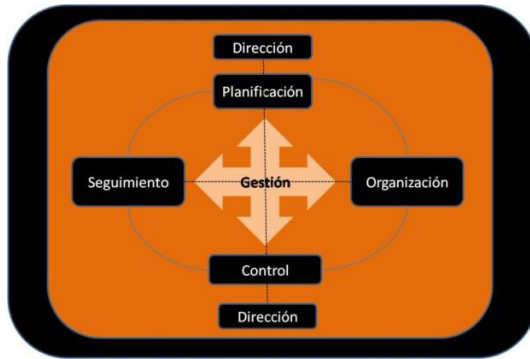 Dirección
Planificación
Seguimiento
Gestión
Organización
Control
Dirección